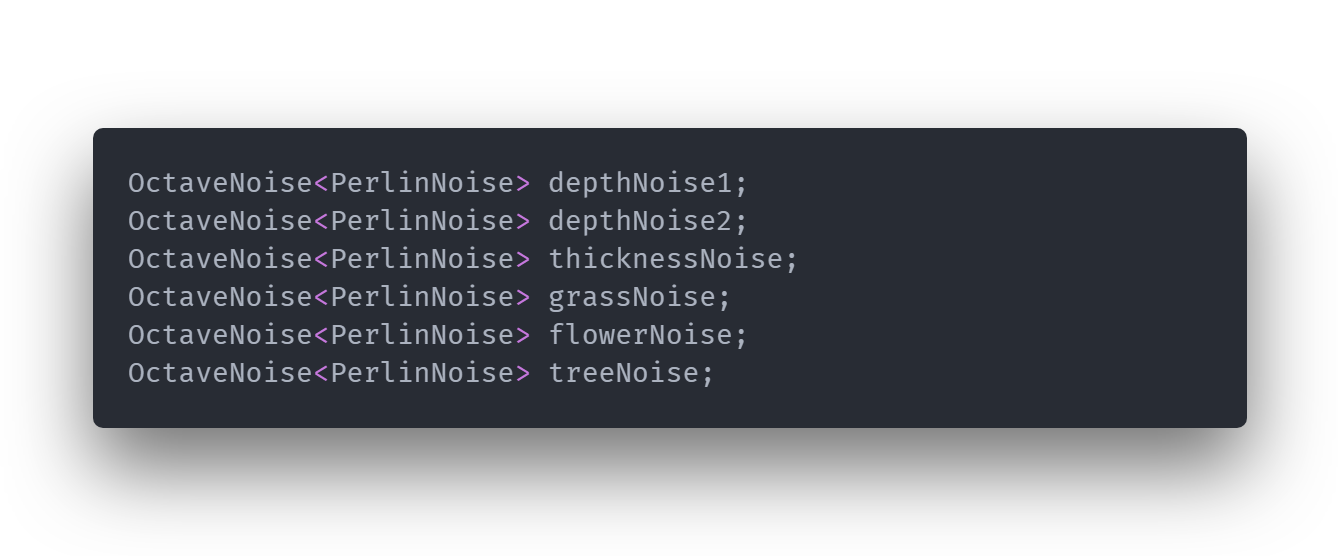 OctaveNoise<PerlinNoise> depthNoise1;
OctaveNoise<PerlinNoise> depthNoise2;
OctaveNoise<PerlinNoise> thicknessNoise;
OctaveNoise<PerlinNoise> grassNoise;
OctaveNoise<PerlinNoise> flowerNoise;
OctaveNoise<PerlinNoise> treeNoise;